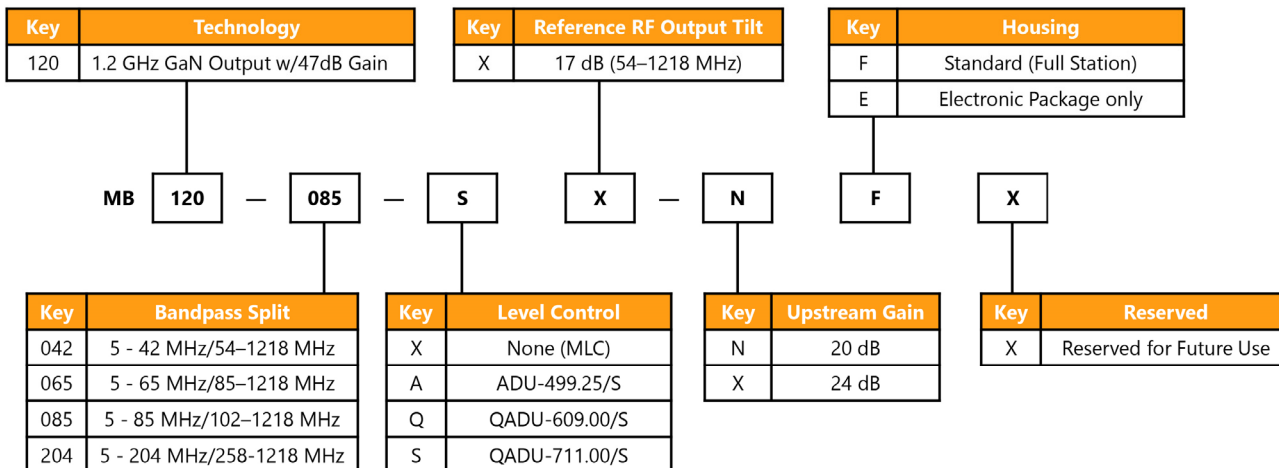 Key Technology
120 1.2 GHz GaN Output w/47dB Gain
Key Reference RF Output Tilt
X 17 dB (54–1218 MHz)
Key Housing
F Standard (Full Station)
E Electronic Package only
MB 120 — 085 — S X — N F X
Key Bandpass Split
042 5 - 42 MHz/54–1218 MHz
065 5 - 65 MHz/85–1218 MHz
085 5 - 85 MHz/102–1218 MHz
204 5 - 204 MHz/258-1218 MHz
Key Level Control
X None (MLC)
A ADU-499.25/S
Q QADU-609.00/S
S QADU-711.00/S
Key Upstream Gain
N 20 dB
X 24 dB
Key Reserved
X Reserved for Future Use